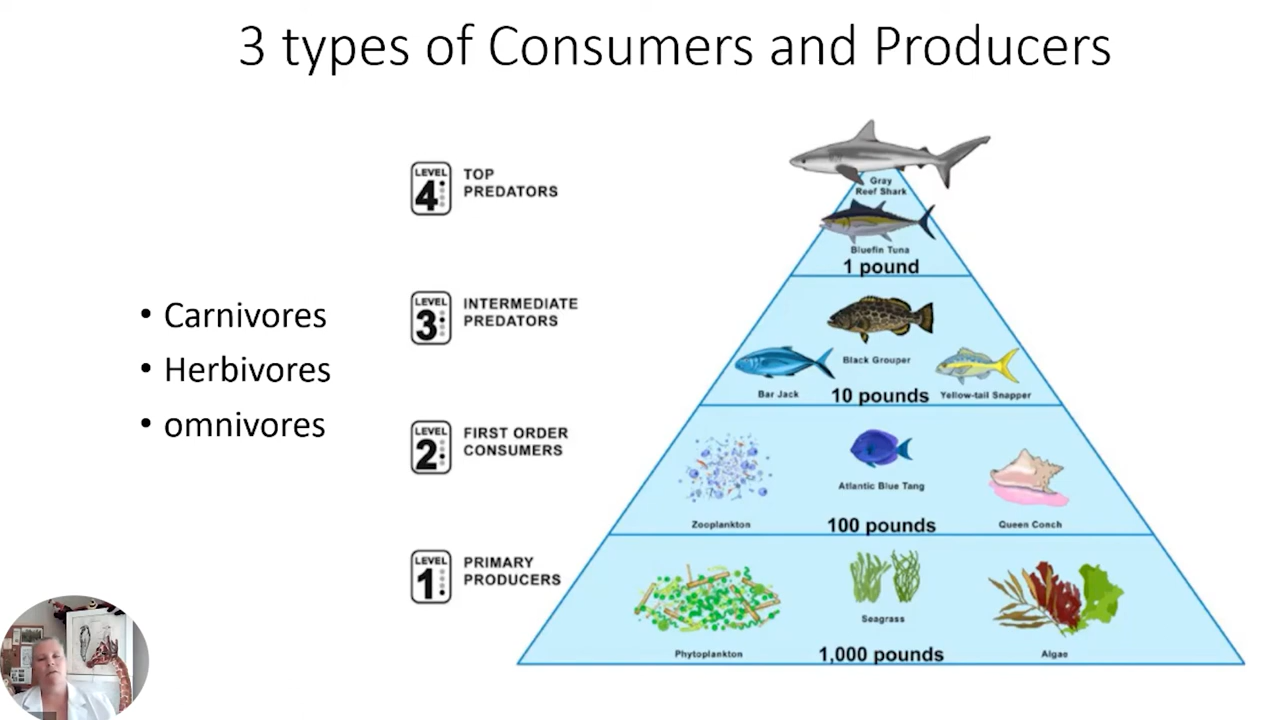 3 types of Consumers and Producers
• Carnivores
• Herbivores
• omnivores
LEVEL
4
TOP
PREDATORS
Gray
Reef Shark
Bluefin Tuna
1 pound
LEVEL
3
INTERMEDIATE
PREDATORS
Black Grouper
Bar Jack
10 pounds
Yellow-tail Snapper
LEVEL
2
FIRST ORDER
CONSUMERS
Atlantic Blue Tang
Zooplankton
100 pounds
Queen Conch
LEVEL
1
PRIMARY
PRODUCERS
Seagrass
Phytoplankton
1,000 pounds
Algae